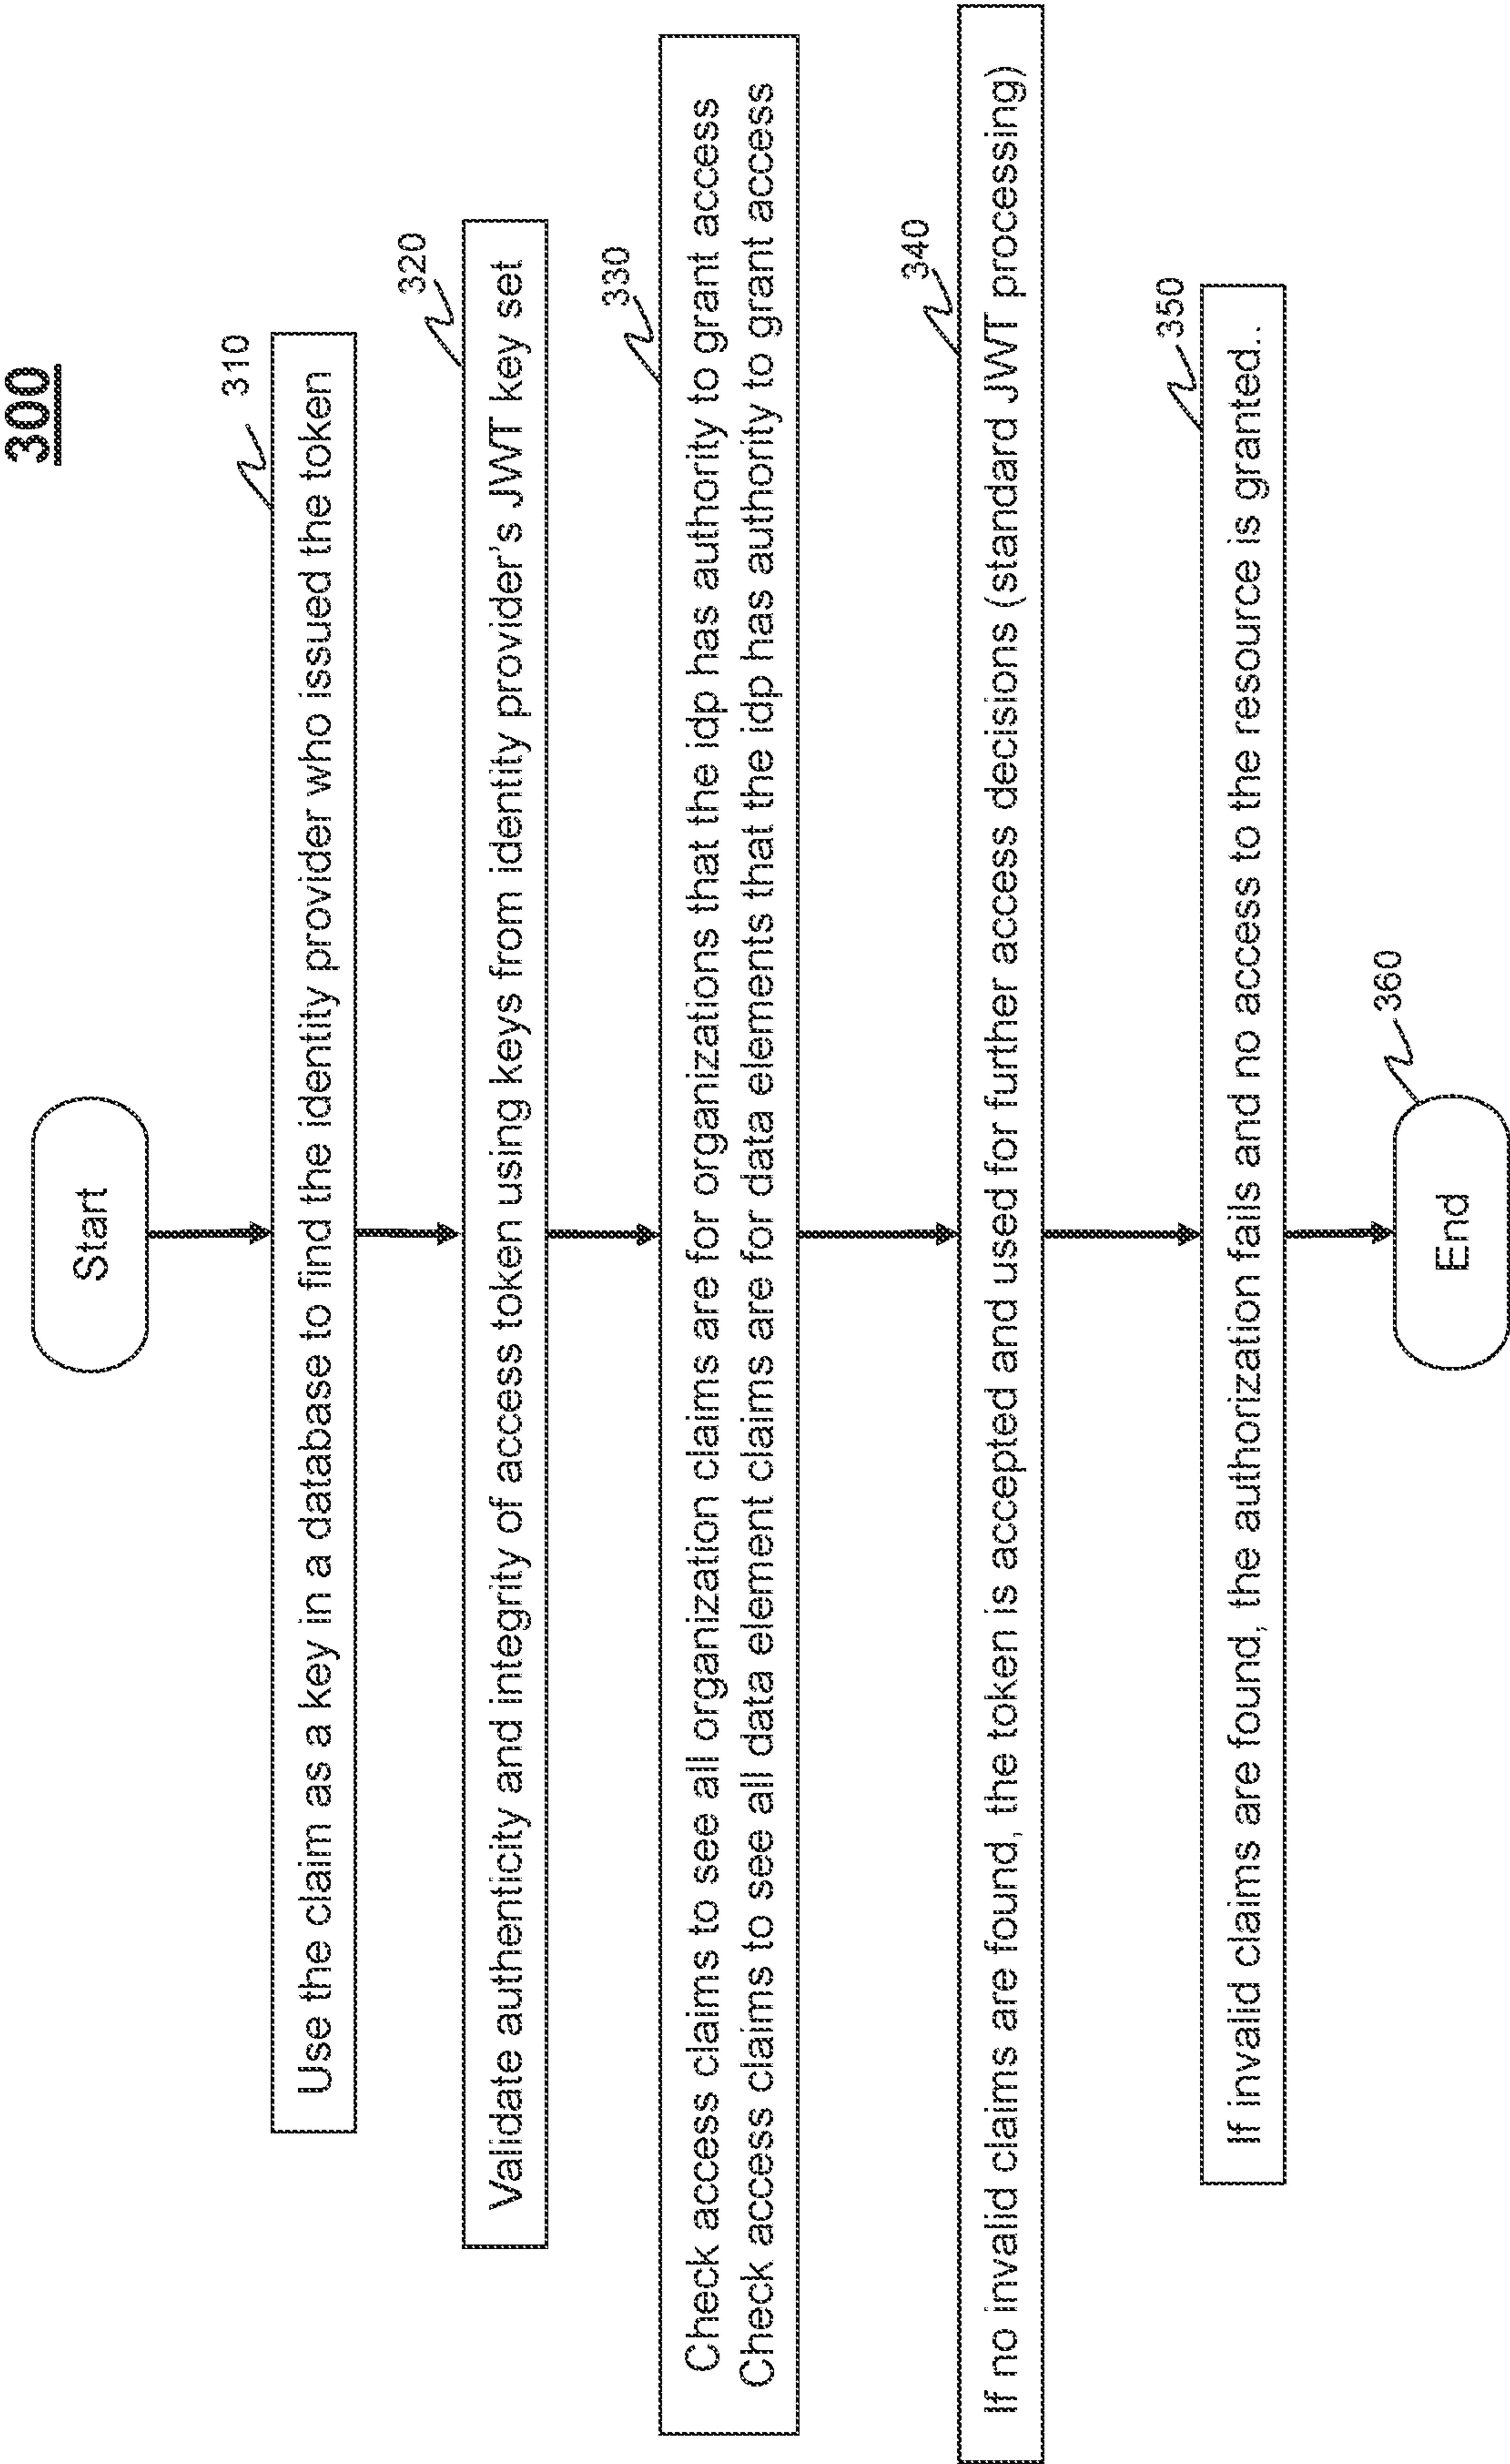 300
Start
310
Use the claim as a key in a database to find the identity provider who issued the token
320
Validate authenticity and integrity of access token using keys from identity provider's JWT key set
330
Check access claims to see all organization claims are for organizations that the idp has authority to grant access
Check access claims to see all data element claims are for data elements that the idp has authority to grant access
340
If no invalid claims are found, the token is accepted and used for further access decisions (standard JWT processing)
350
If invalid claims are found, the authorization fails and no access to the resource is granted..
360
End